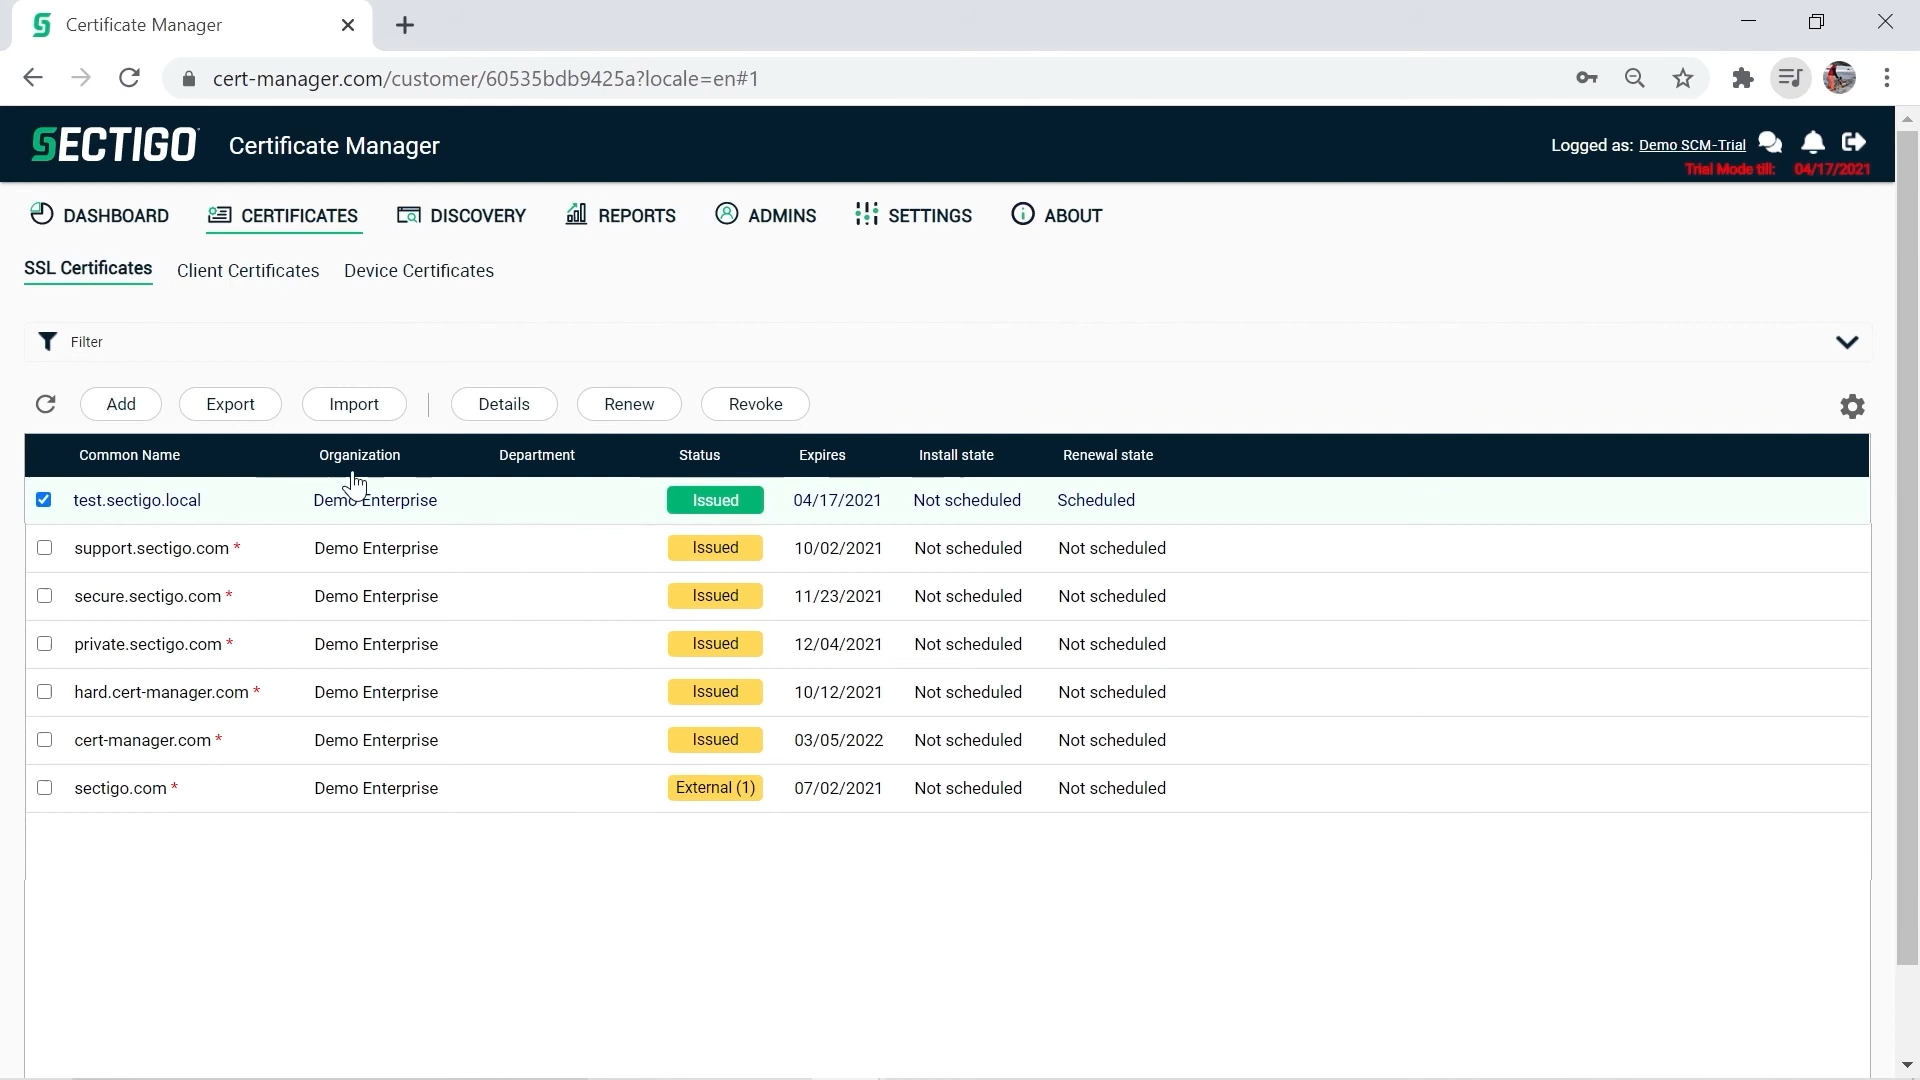 Certificate Manager
cert-manager.com/customer/60535bdb9425a?locale=en#1
SECTIGO Certificate Manager
Logged as: Demo SCM-Trial
Trial Mode till: 04/17/2021
DASHBOARD CERTIFICATES DISCOVERY REPORTS ADMINS SETTINGS ABOUT
SSL Certificates Client Certificates Device Certificates
Filter
Add Export Import Details Renew Revoke
Common Name Organization Department Status Expires Install state Renewal state
test.sectigo.local Demo Enterprise Issued 04/17/2021 Not scheduled Scheduled
support.sectigo.com * Demo Enterprise Issued 10/02/2021 Not scheduled Not scheduled
secure.sectigo.com * Demo Enterprise Issued 11/23/2021 Not scheduled Not scheduled
private.sectigo.com * Demo Enterprise Issued 12/04/2021 Not scheduled Not scheduled
hard.cert-manager.com * Demo Enterprise Issued 10/12/2021 Not scheduled Not scheduled
cert-manager.com * Demo Enterprise Issued 03/05/2022 Not scheduled Not scheduled
sectigo.com * Demo Enterprise External (1) 07/02/2021 Not scheduled Not scheduled